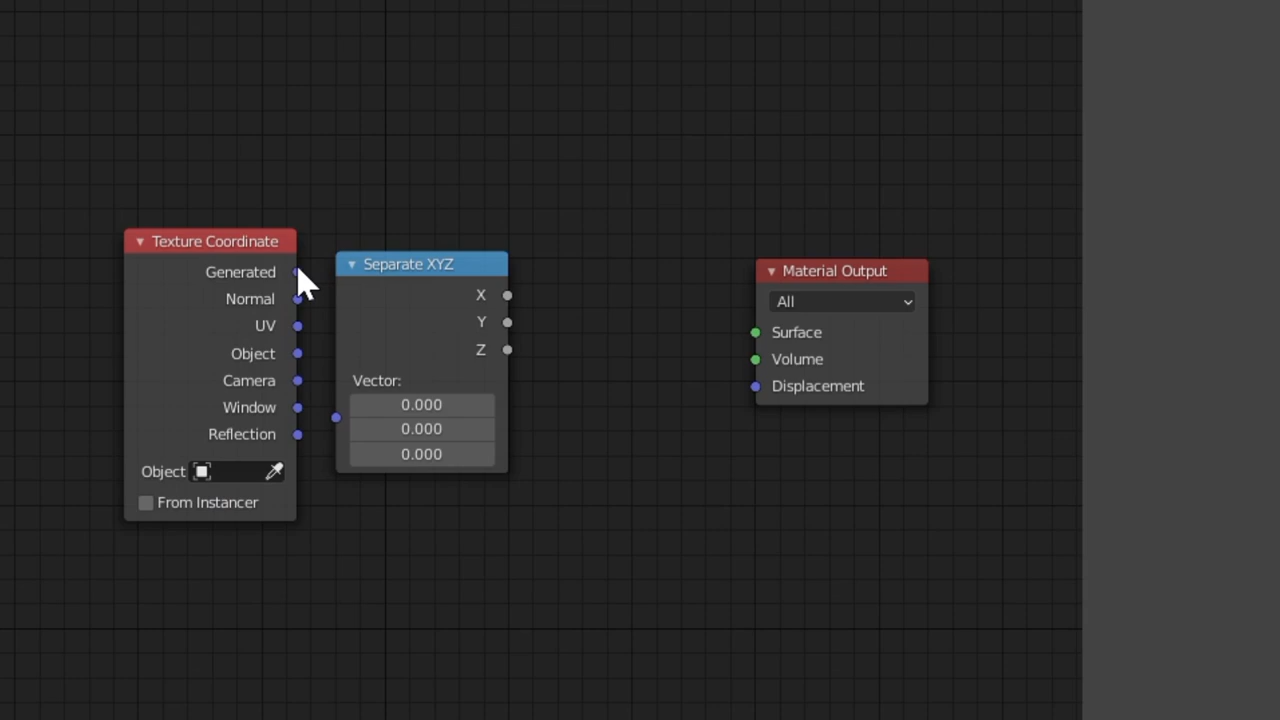 Texture Coordinate
Generated
Normal
UV
Object
Camera
Window
Reflection
Object
From Instancer
Separate XYZ
X
Y
Z
Vector:
0.000
0.000
0.000
Material Output
All
Surface
Volume
Displacement